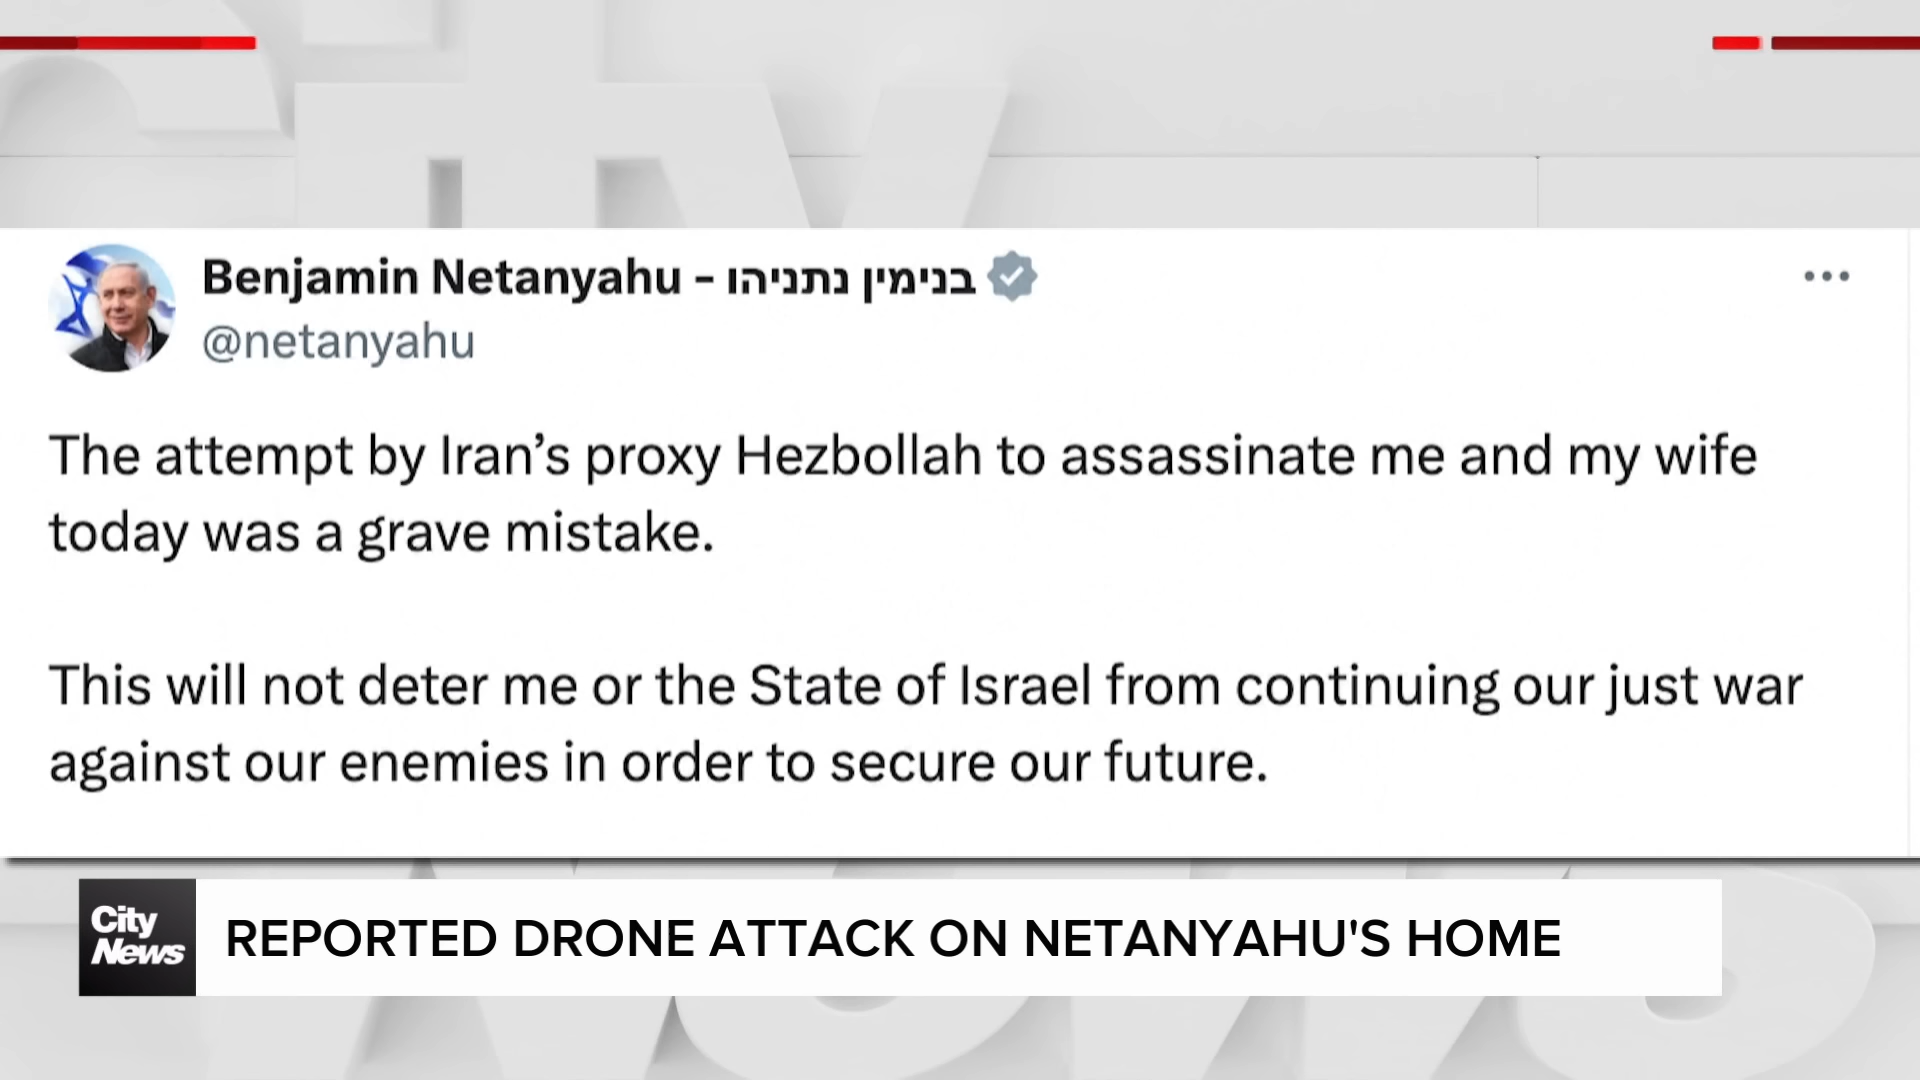 Benjamin Netanyahu - בנימין נתניהו
@netanyahu
The attempt by Iran’s proxy Hezbollah to assassinate me and my wife
today was a grave mistake.
This will not deter me or the State of Israel from continuing our just war
against our enemies in order to secure our future.
City
News
REPORTED DRONE ATTACK ON NETANYAHU'S HOME